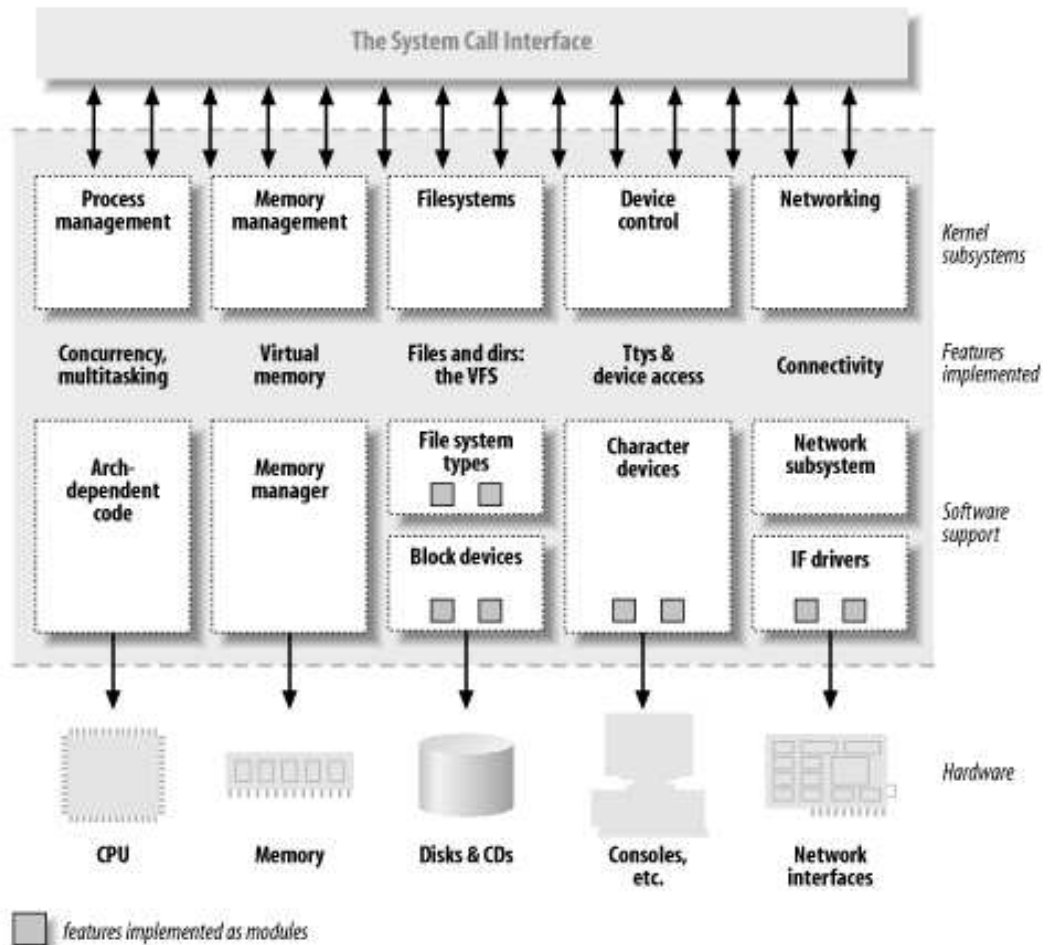 The System Call Interface
Process
management
Memory
management
Filesystems
Device
control
Networking
Kernel
subsystems
Concurrency,
multitasking
Virtual
memory
Files and dirs:
the VFS
Ttys &
device access
Connectivity
Features
implemented
Arch-
dependent
code
Memory
manager
File system
types
Block devices
Character
devices
Network
subsystem
IF drivers
Software
support
CPU
Memory
Disks & CDs
Consoles,
etc.
Network
interfaces
Hardware
features implemented as modules